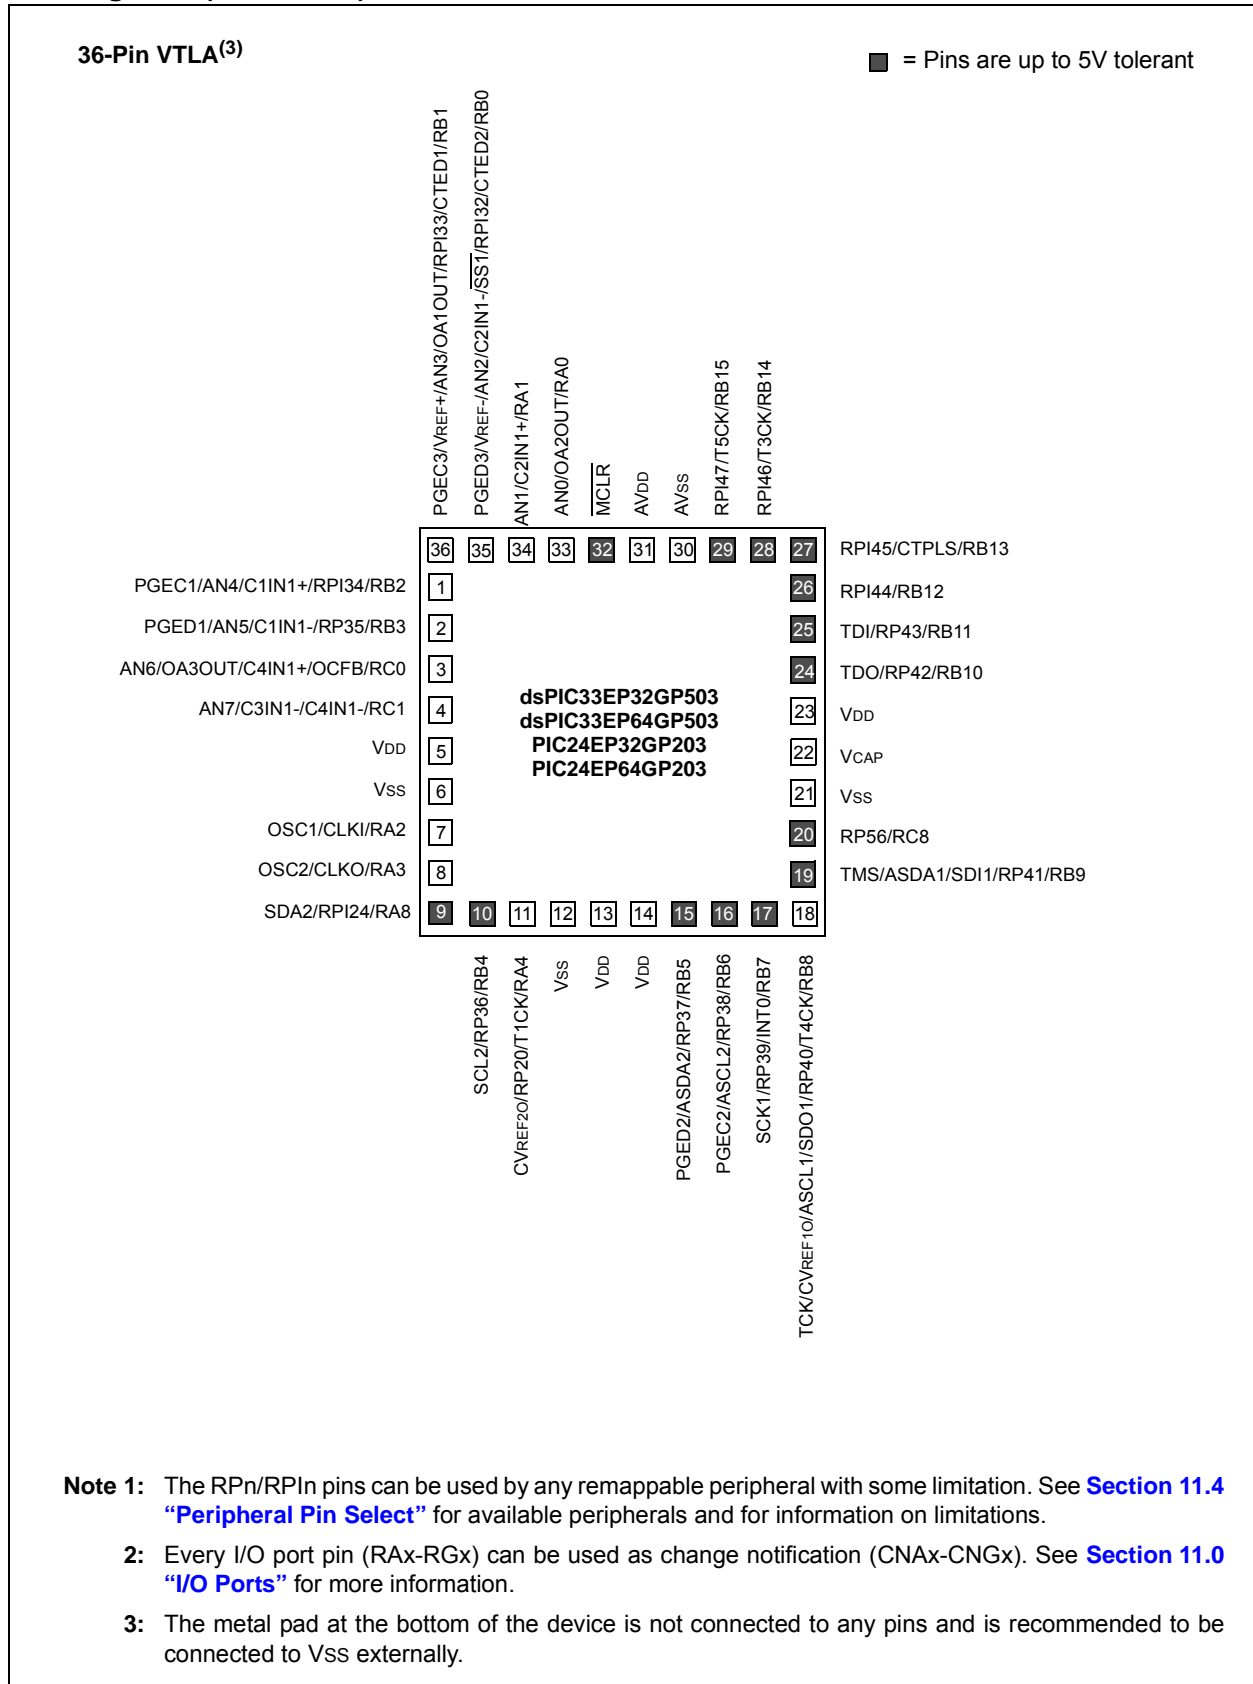 36-Pin VTLA(3)
= Pins are up to 5V tolerant
PGEC3/VREF+/AN3/OA1OUT/RPI33/CTED1/RB1
PGED3/VREF-/AN2/C2IN1-/SS1/RPI32/CTED2/RB0
AN1/C2IN1+/RA1
AN0/OA2OUT/RA0
MCLR
AVDD
AVSS
RPI47/T5CK/RB15
RPI46/T3CK/RB14
36 35 34 33 32 31 30 29 28 27 RPI45/CTPLS/RB13
PGEC1/AN4/C1IN1+/RPI34/RB2 1 26 RPI44/RB12
PGED1/AN5/C1IN1-/RP35/RB3 2 25 TDI/RP43/RB11
AN6/OA3OUT/C4IN1+/OCFB/RC0 3 24 TDO/RP42/RB10
AN7/C3IN1-/C4IN1-/RC1 4 23 VDD
VDD 5 22 VCAP
VSS 6 21 VSS
OSC1/CLKI/RA2 7 20 RP56/RC8
OSC2/CLKO/RA3 8 19 TMS/ASDA1/SDI1/RP41/RB9
dsPIC33EP32GP503
dsPIC33EP64GP503
PIC24EP32GP203
PIC24EP64GP203
SDA2/RPI24/RA8 9 10 11 12 13 14 15 16 17 18
SCL2/RP36/RB4
CVREF2O/RP20/T1CK/RA4
VSS
VDD
VDD
PGED2/ASDA2/RP37/RB5
PGEC2/ASCL2/RP38/RB6
SCK1/RP39/INT0/RB7
TCK/CVREF1O/ASCL1/SDO1/RP40/T4CK/RB8
Note 1: The RPn/RPIn pins can be used by any remappable peripheral with some limitation. See Section 11.4
“Peripheral Pin Select” for available peripherals and for information on limitations.
2: Every I/O port pin (RAx-RGx) can be used as change notification (CNAx-CNGx). See Section 11.0
“I/O Ports” for more information.
3: The metal pad at the bottom of the device is not connected to any pins and is recommended to be
connected to VSS externally.